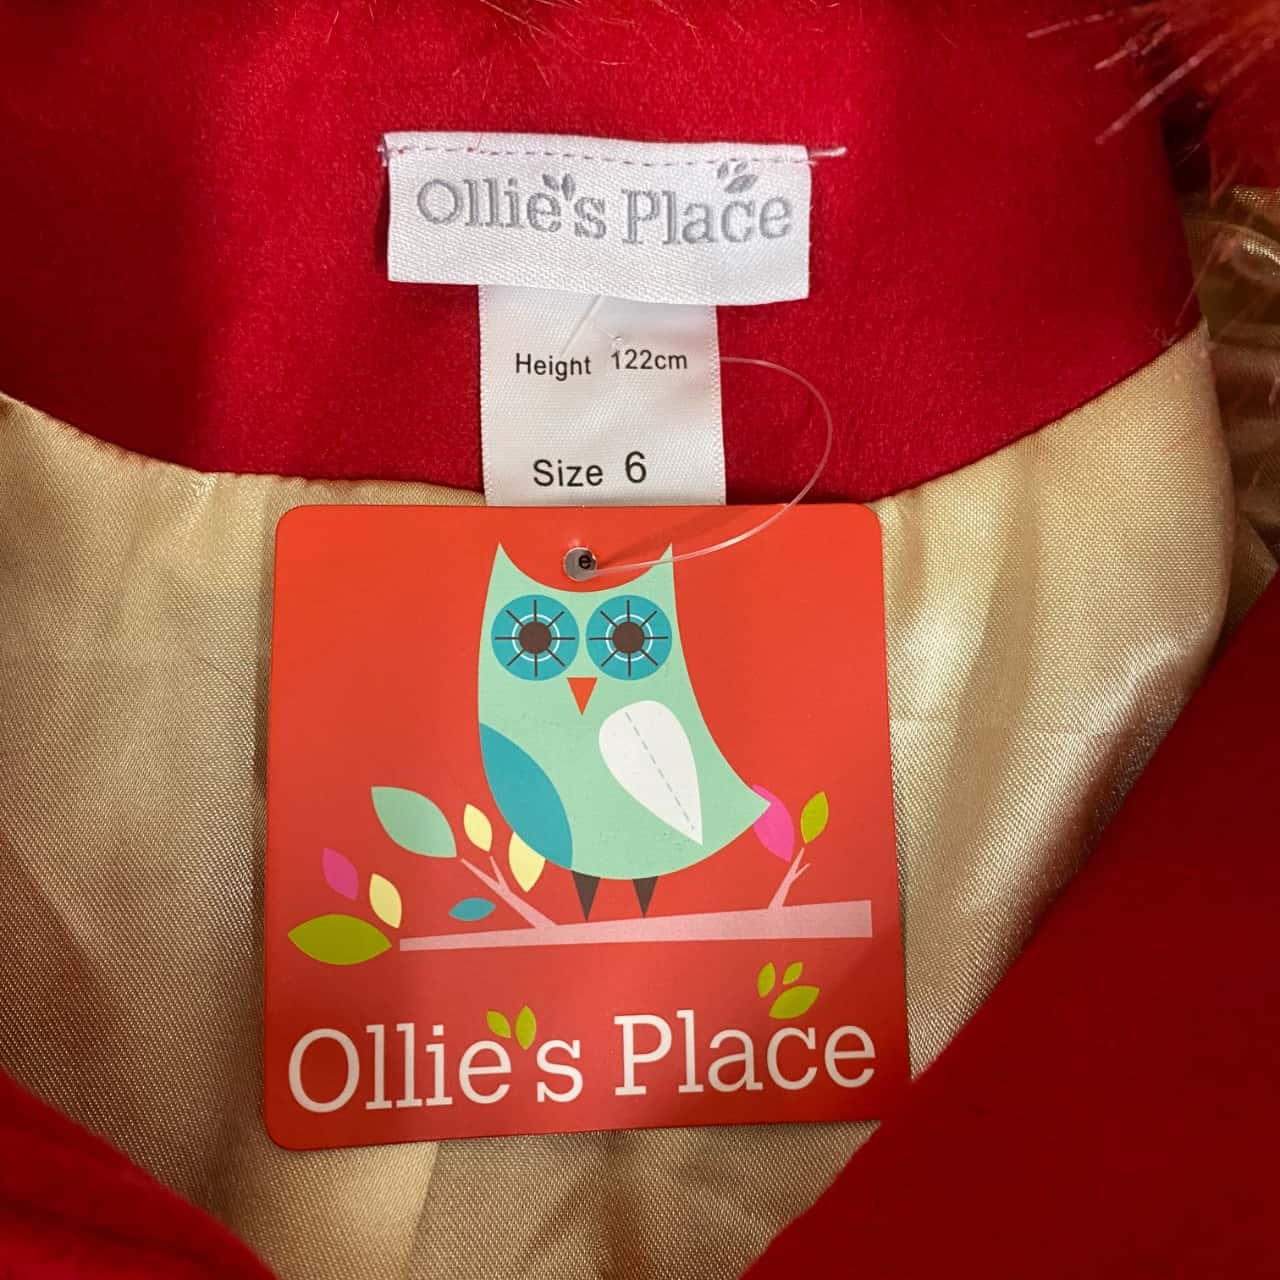 Ollie's Place
Height 122cm
Size 6
e
Ollie's Place